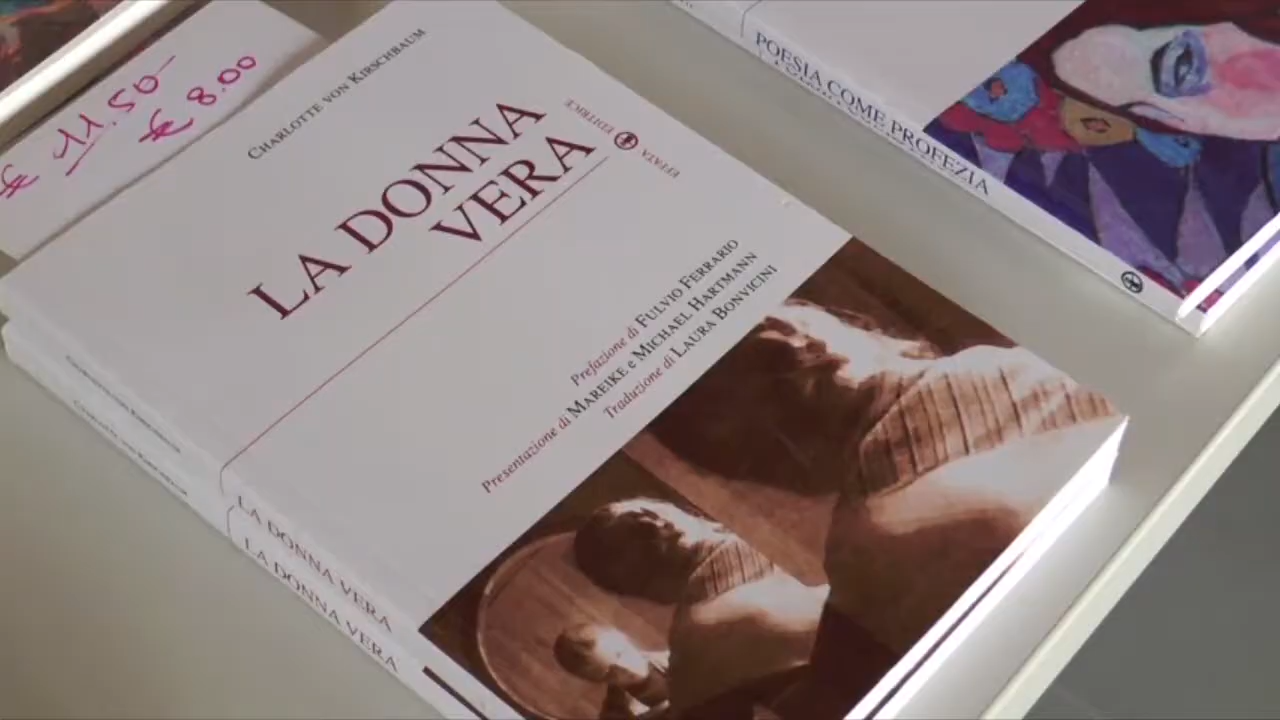 € 11.50
€ 8.00
CHARLOTTE VON KIRSCHBAUM
LA DONNA
VERA
EFFATÀ EDITRICE
Prefazione di FULVIO FERRARIO
Presentazione di MAREIKE e MICHAEL HARTMANN
Traduzione di LAURA BONVICINI
LA DONNA VERA
LA DONNA VERA
POESIA COME PROFEZIA